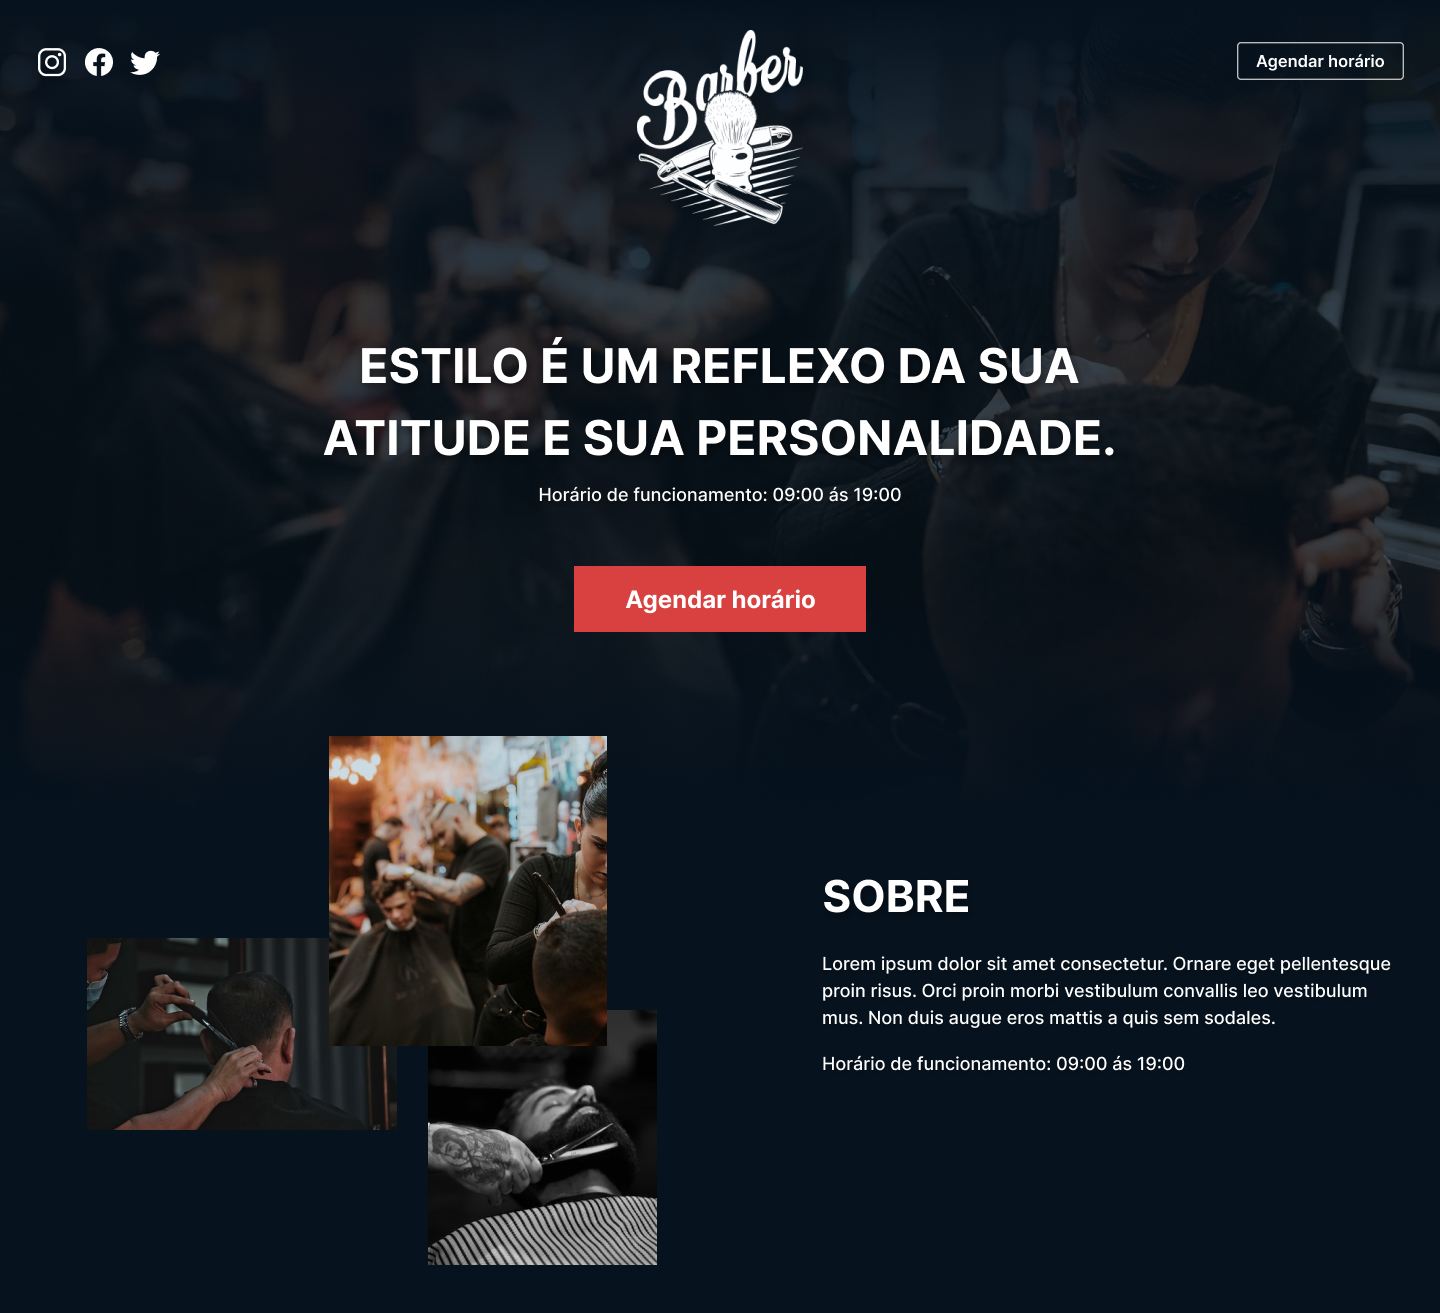 Barber
Agendar horário
ESTILO É UM REFLEXO DA SUA
ATITUDE E SUA PERSONALIDADE.
Horário de funcionamento: 09:00 ás 19:00
Agendar horário
SOBRE
Lorem ipsum dolor sit amet consectetur. Ornare eget pellentesque
proin risus. Orci proin morbi vestibulum convallis leo vestibulum
mus. Non duis augue eros mattis a quis sem sodales.
Horário de funcionamento: 09:00 ás 19:00